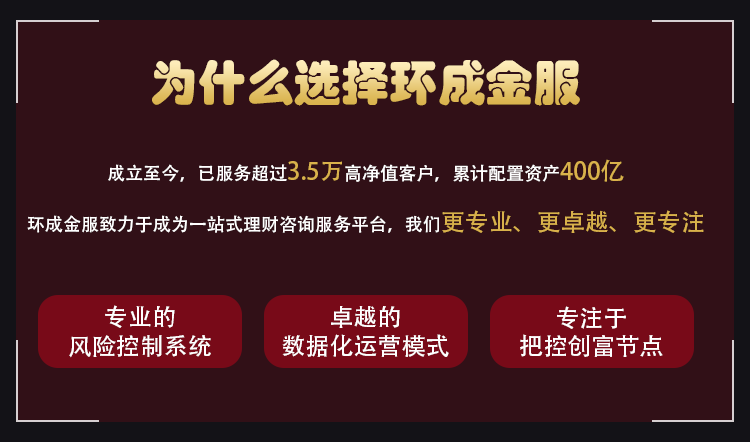 为什么选择环成金服
成立至今，已服务超过3.5万高净值客户，累计配置资产400亿
环成金服致力于成为一站式理财咨询服务平台，我们更专业、更卓越、更专注
专业的
风险控制系统
卓越的
数据化运营模式
专注于
把控创富节点